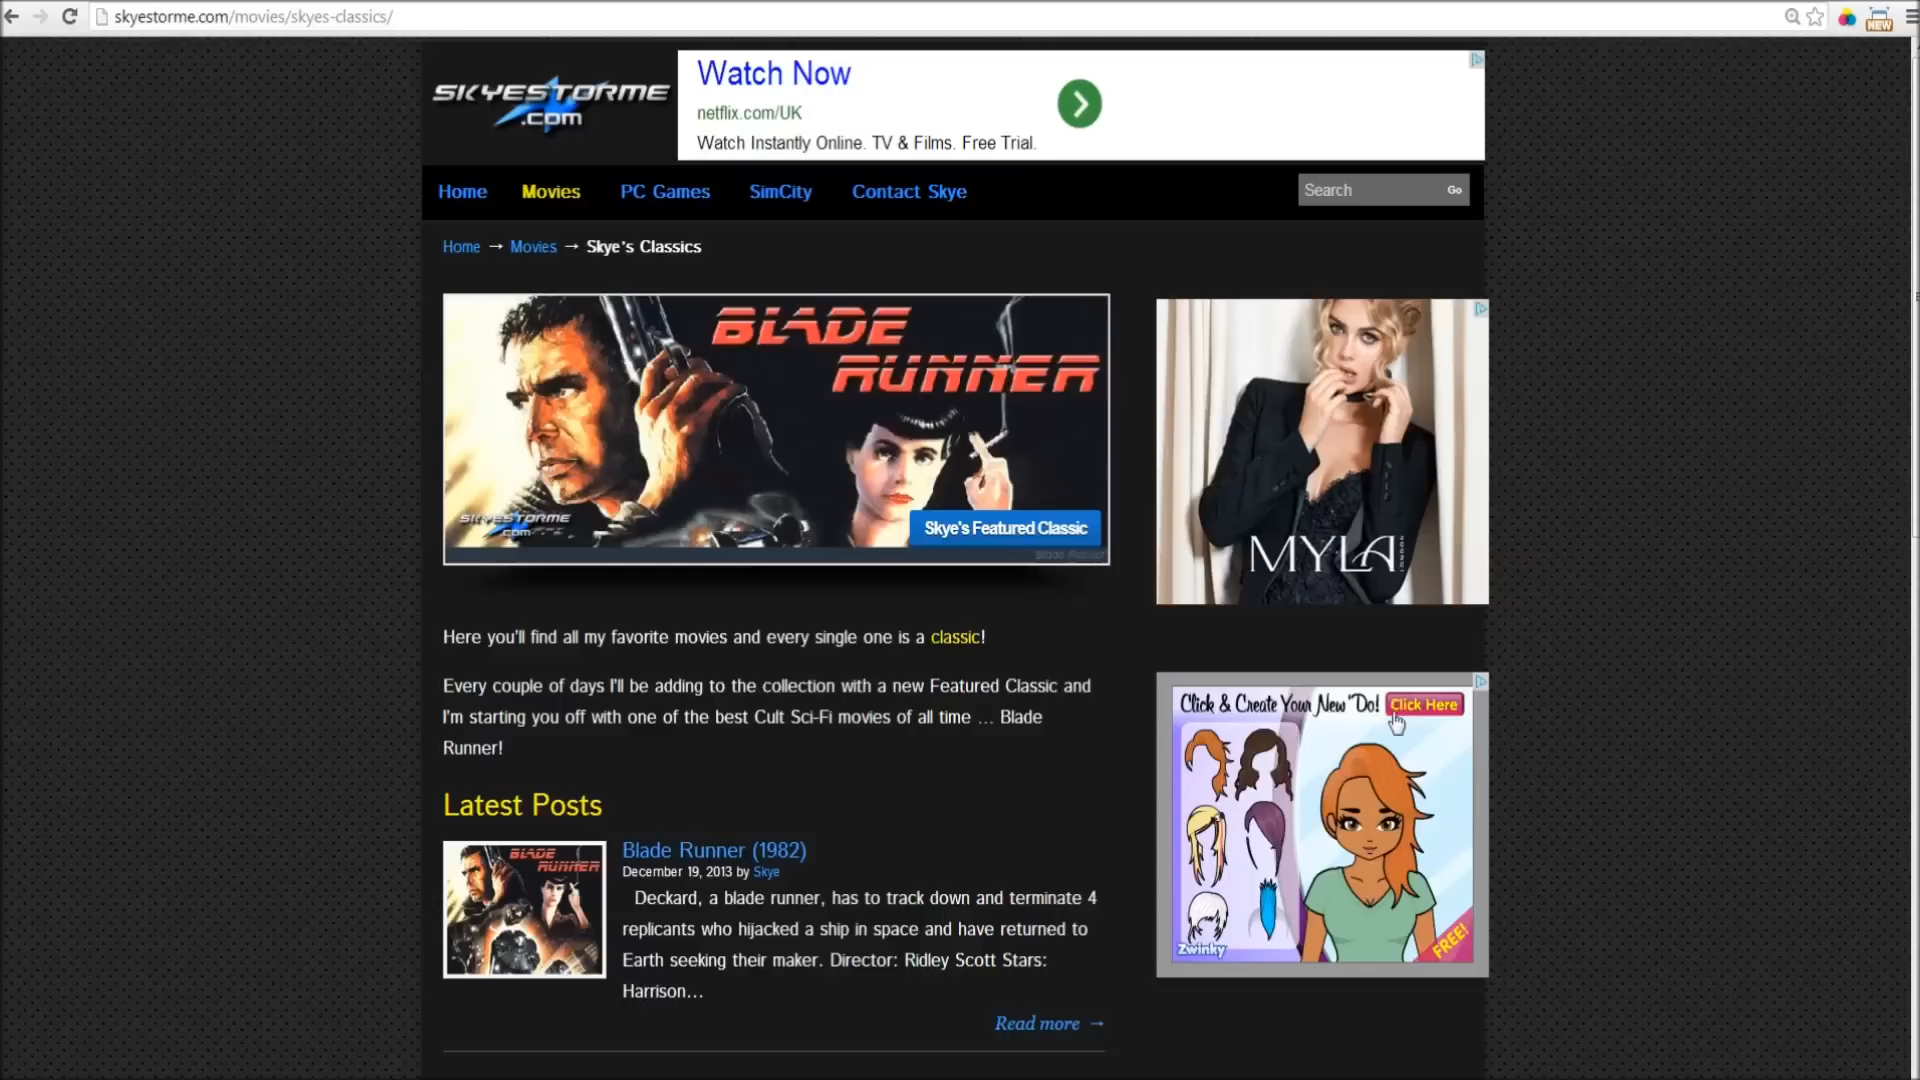 skyestorme.com/movies/skyes-classics/
NEW
SKYESTORME
.COM
Watch Now
netflix.com/UK
Watch Instantly Online. TV & Films. Free Trial.
Home Movies PC Games SimCity Contact Skye
Search Go
Home → Movies → Skye's Classics
BLADE
RUNNER
SKYESTORME
.COM
Skye's Featured Classic
Blade Runner
MYLA
LONDON
Here you'll find all my favorite movies and every single one is a classic!
Every couple of days I'll be adding to the collection with a new Featured Classic and
I'm starting you off with one of the best Cult Sci-Fi movies of all time … Blade
Runner!
Click & Create Your New 'Do! Click Here
Zwinky
FREE!
Latest Posts
BLADE
RUNNER
Blade Runner (1982)
December 19, 2013 by Skye
Deckard, a blade runner, has to track down and terminate 4
replicants who hijacked a ship in space and have returned to
Earth seeking their maker. Director: Ridley Scott Stars:
Harrison…
Read more →